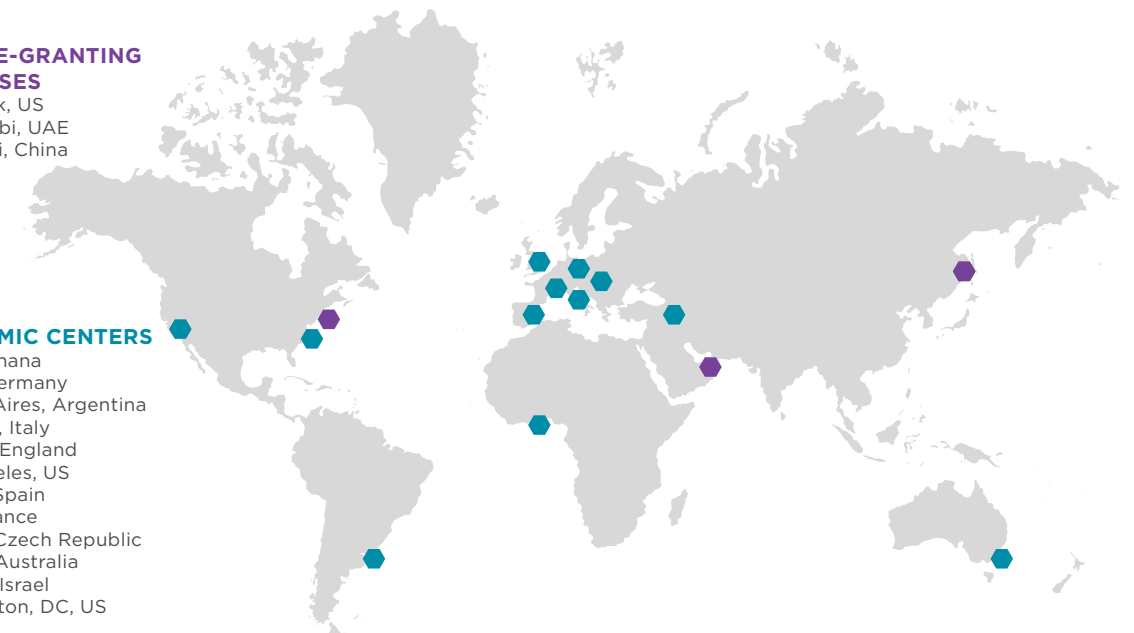 E-GRANTING
SES
k, US
bi, UAE
i, China
MIC CENTERS
nana
ermany
Aires, Argentina
, Italy
England
eles, US
Spain
ance
Czech Republic
Australia
Israel
ton, DC, US